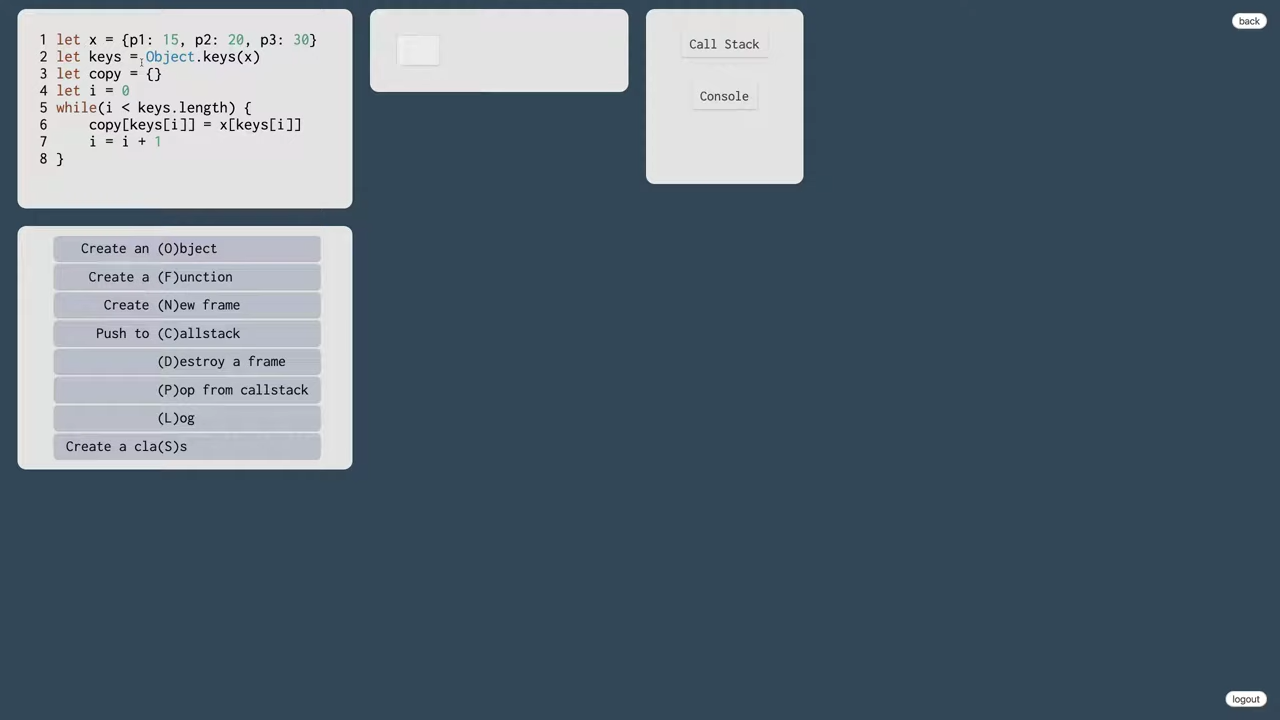 1 let x = {p1: 15, p2: 20, p3: 30}
2 let keys = Object.keys(x)
3 let copy = {}
4 let i = 0
5 while(i < keys.length) {
6     copy[keys[i]] = x[keys[i]]
7     i = i + 1
8 }
Create an (O)bject
Create a (F)unction
Create (N)ew frame
Push to (C)allstack
(D)estroy a frame
(P)op from callstack
(L)og
Create a cla(S)s
Call Stack
Console
back
logout